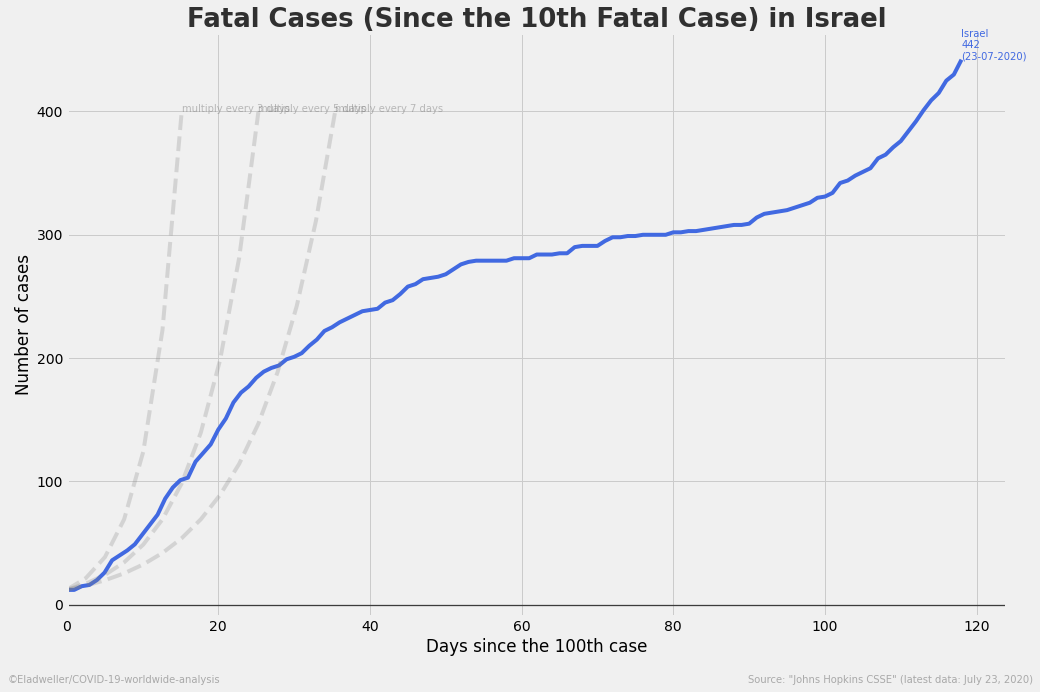 Fatal Cases (Since the 10th Fatal Case) in Israel
Israel
442
(23-07-2020)
multiply every 3 days
multiply every 5 days
multiply every 7 days
400
300
200
100
0
Number of cases
0 20 40 60 80 100 120
Days since the 100th case
©Eladweller/COVID-19-worldwide-analysis
Source: "Johns Hopkins CSSE" (latest data: July 23, 2020)